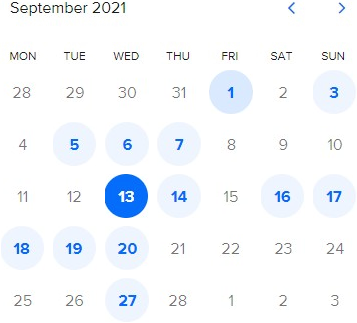 September 2021
MON TUE WED THU FRI SAT SUN
28 29 30 31 1 2 3
4 5 6 7 8 9 10
11 12 13 14 15 16 17
18 19 20 21 22 23 24
25 26 27 28 1 2 3